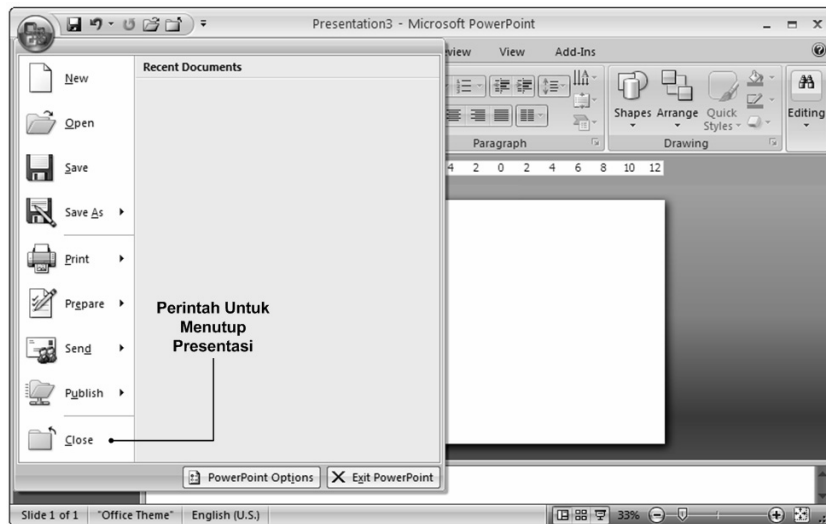 Presentation3 - Microsoft PowerPoint
view View Add-Ins
Recent Documents
New
Open
Save
Save As
Print
Prepare
Send
Publish
Close
Perintah Untuk
Menutup
Presentasi
Shapes Arrange Quick
Styles
Editing
Paragraph Drawing
4 2 0 2 4 6 8 10 12
PowerPoint Options Exit PowerPoint
Slide 1 of 1 "Office Theme" English (U.S.) 33%